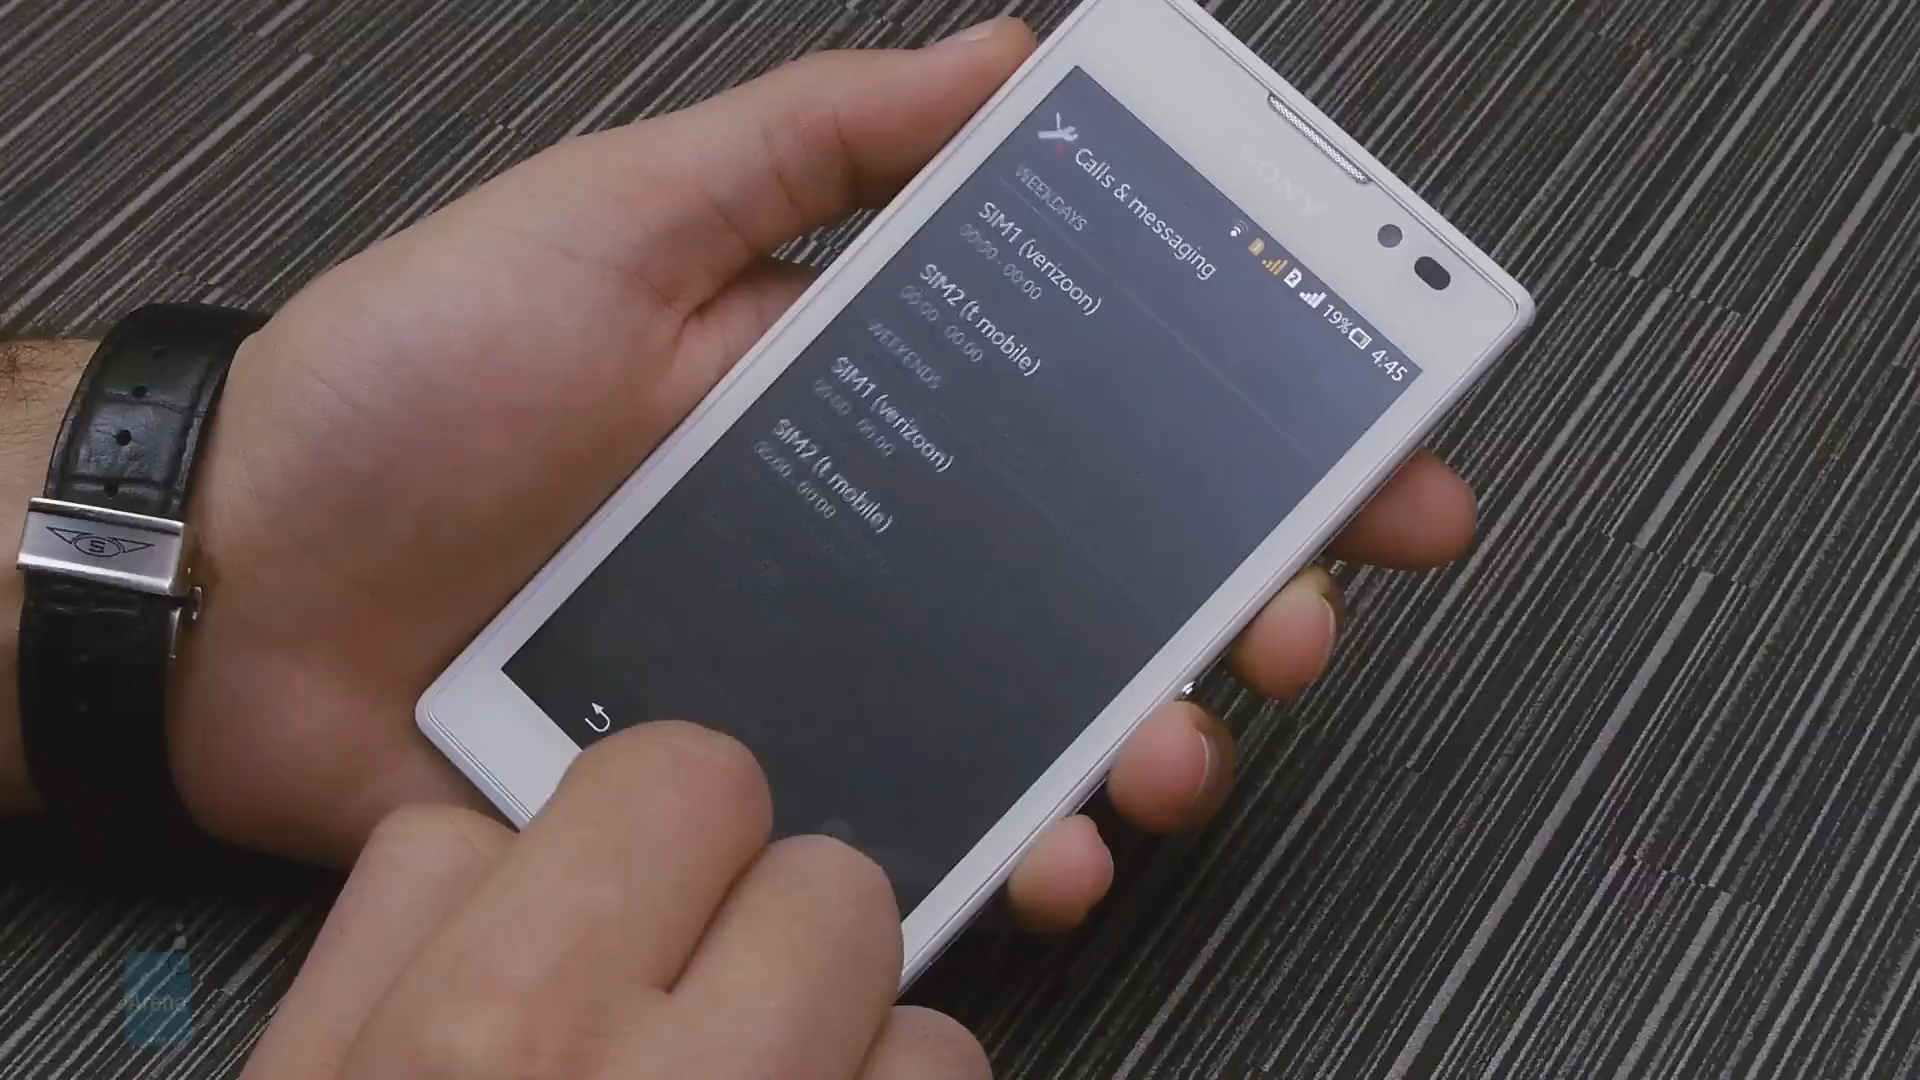 SONY
19% 4:45
Calls & messaging
WEEKDAYS
SIM1 (verizoon)
00:00 - 00:00
SIM2 (t mobile)
00:00 - 00:00
WEEKENDS
SIM1 (verizoon)
00:00 - 00:00
SIM2 (t mobile)
00:00 - 00:00
S
Arena